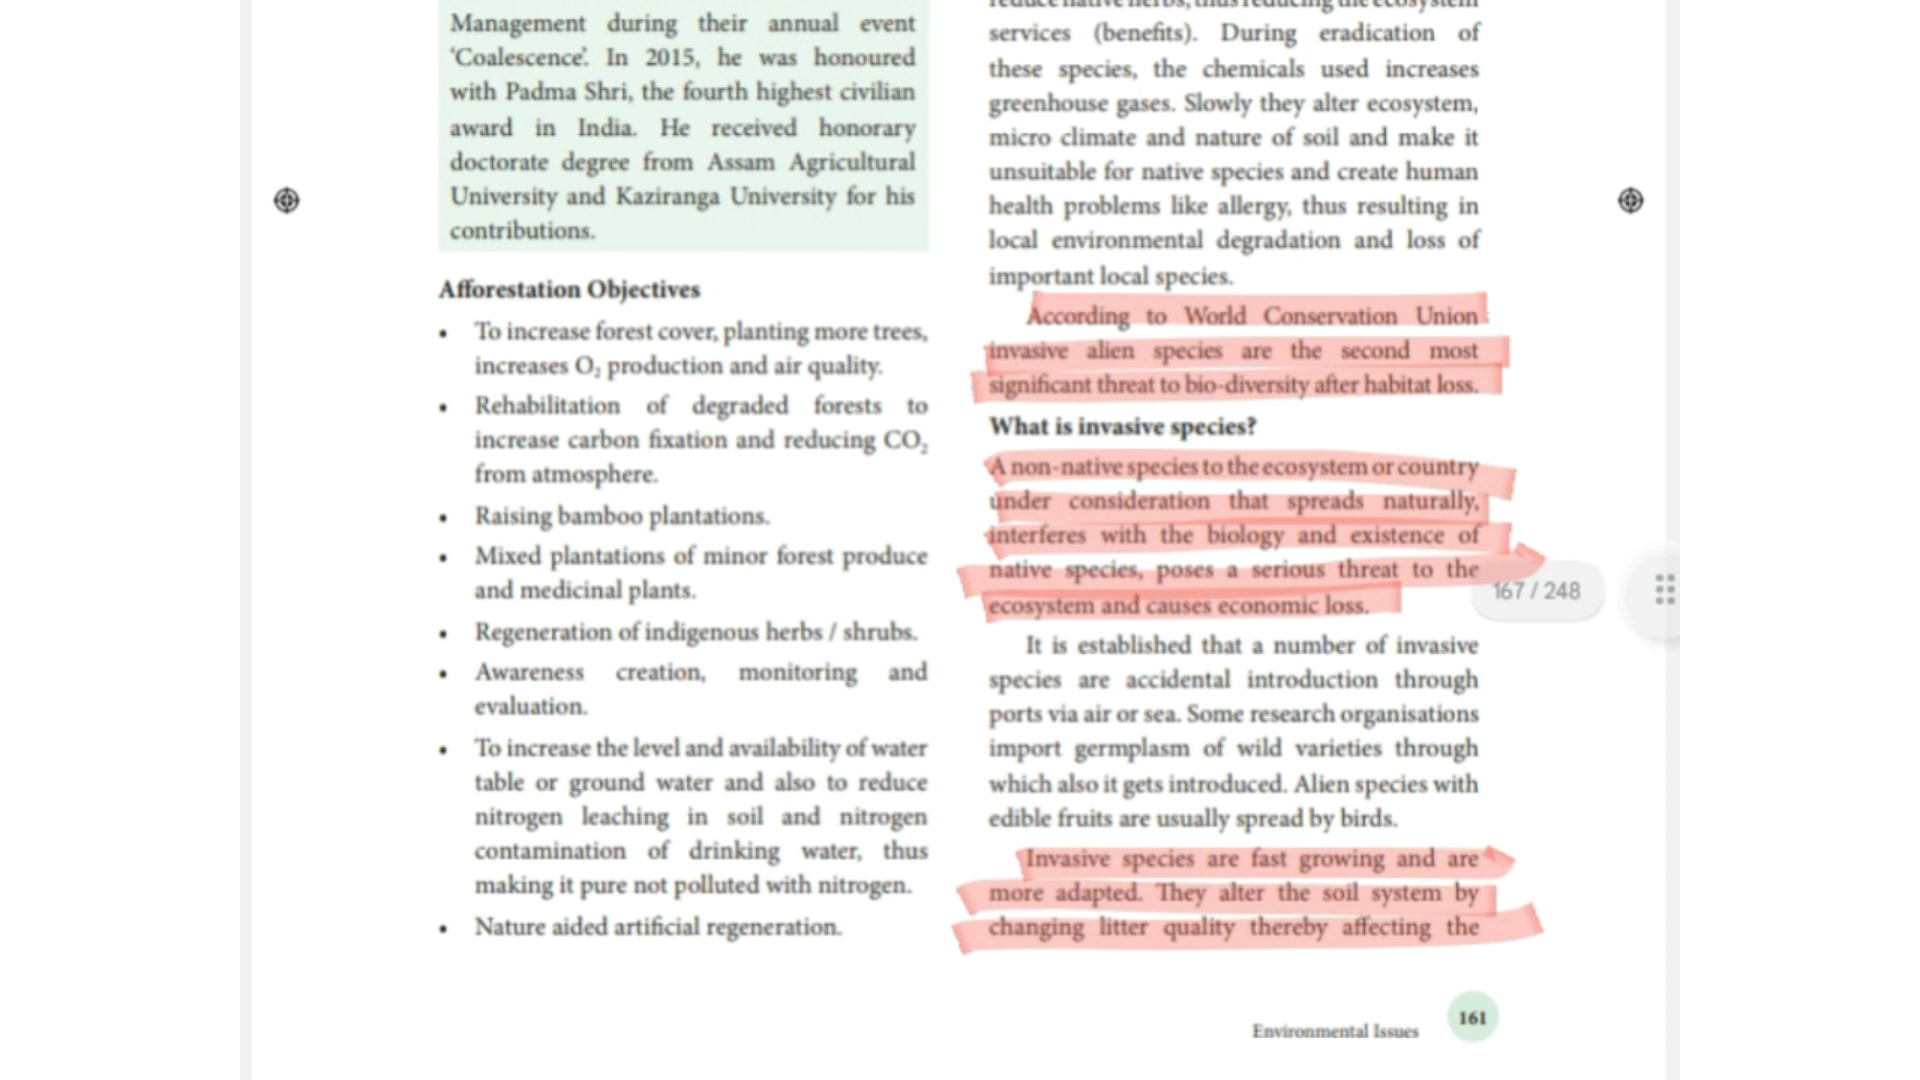 Management during their annual event
‘Coalescence’. In 2015, he was honoured
with Padma Shri, the fourth highest civilian
award in India. He received honorary
doctorate degree from Assam Agricultural
University and Kaziranga University for his
contributions.
Afforestation Objectives
• To increase forest cover, planting more trees,
increases O₂ production and air quality.
• Rehabilitation of degraded forests to
increase carbon fixation and reducing CO₂
from atmosphere.
• Raising bamboo plantations.
• Mixed plantations of minor forest produce
and medicinal plants.
• Regeneration of indigenous herbs / shrubs.
• Awareness creation, monitoring and
evaluation.
• To increase the level and availability of water
table or ground water and also to reduce
nitrogen leaching in soil and nitrogen
contamination of drinking water, thus
making it pure not polluted with nitrogen.
• Nature aided artificial regeneration.
reduce native herbs, thus reducing the ecosystem
services (benefits). During eradication of
these species, the chemicals used increases
greenhouse gases. Slowly they alter ecosystem,
micro climate and nature of soil and make it
unsuitable for native species and create human
health problems like allergy, thus resulting in
local environmental degradation and loss of
important local species.
According to World Conservation Union
invasive alien species are the second most
significant threat to bio-diversity after habitat loss.
What is invasive species?
A non-native species to the ecosystem or country
under consideration that spreads naturally,
interferes with the biology and existence of
native species, poses a serious threat to the
ecosystem and causes economic loss.
It is established that a number of invasive
species are accidental introduction through
ports via air or sea. Some research organisations
import germplasm of wild varieties through
which also it gets introduced. Alien species with
edible fruits are usually spread by birds.
Invasive species are fast growing and are
more adapted. They alter the soil system by
changing litter quality thereby affecting the
167 / 248
Environmental Issues 161